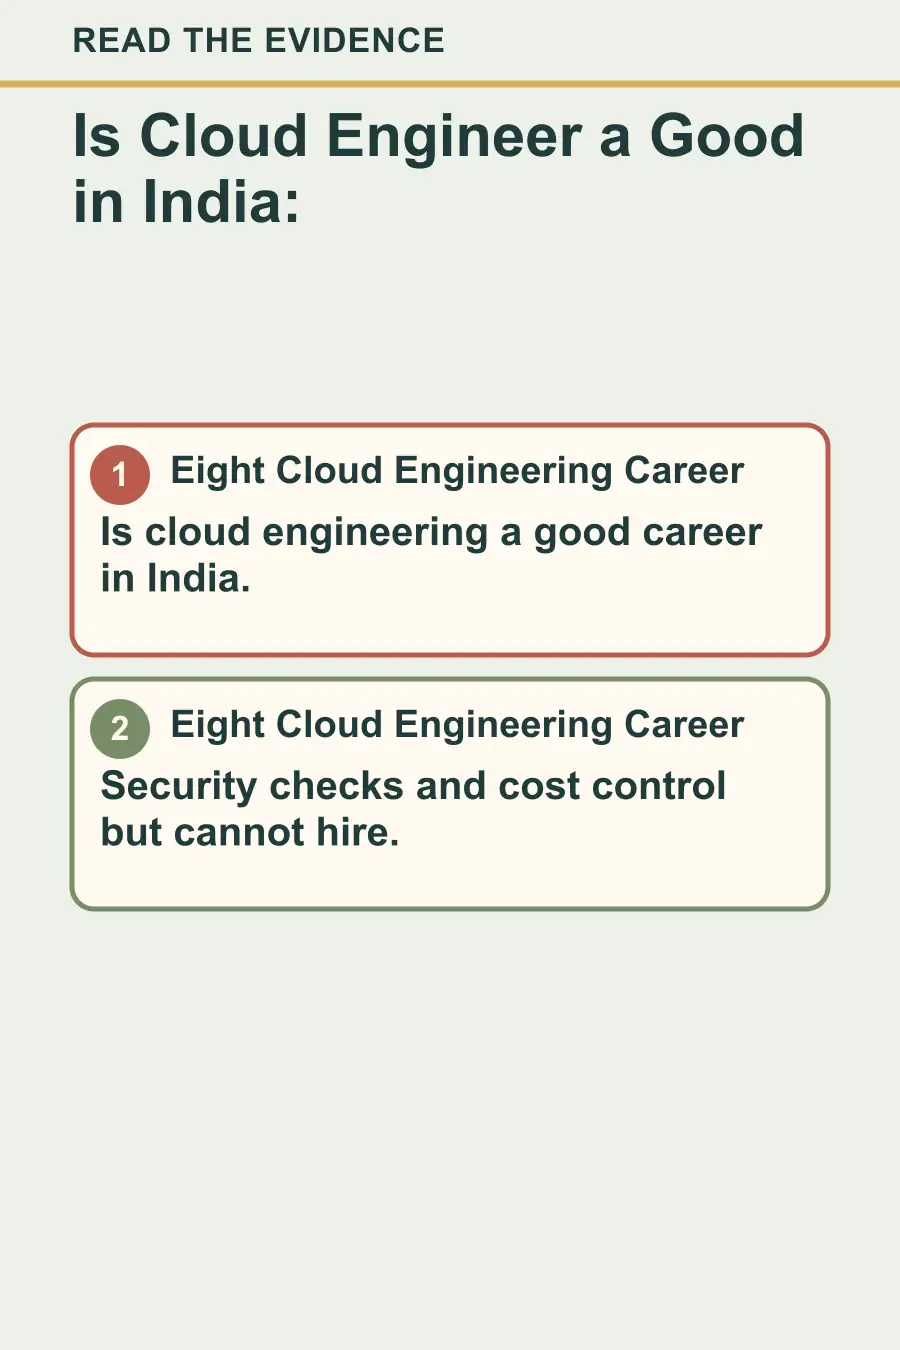 READ THE EVIDENCE
Is Cloud Engineer a Good
in India:
1 Eight Cloud Engineering Career
Is cloud engineering a good career
in India.
2 Eight Cloud Engineering Career
Security checks and cost control
but cannot hire.